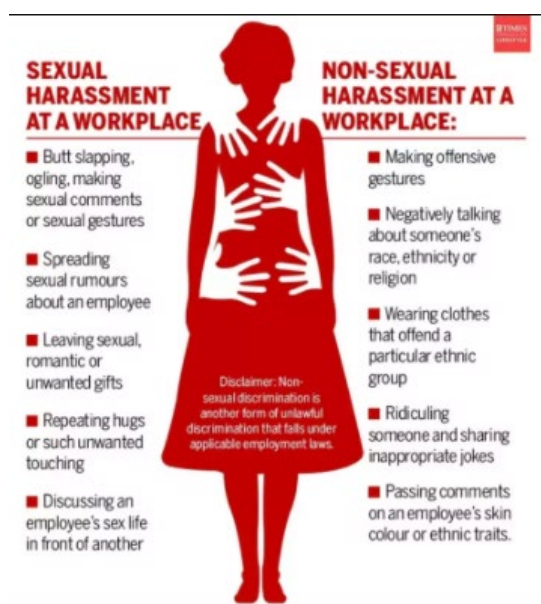 TIMES
SEXUAL
HARASSMENT
AT A WORKPLACE
Butt slapping,
ogling, making
sexual comments
or sexual gestures
Spreading
sexual rumours
about an employee
Leaving sexual,
romantic or
unwanted gifts
Repeating hugs
or such unwanted
touching
Discussing an
employee's sex life
in front of another
NON-SEXUAL
HARASSMENT AT A
WORKPLACE:
Making offensive
gestures
Negatively talking
about someone's
race, ethnicity or
religion
Wearing clothes
that offend a
particular ethnic
group
Ridiculing
someone and sharing
inappropriate jokes
Passing comments
on an employee's skin
colour or ethnic traits.
Disclaimer: Non-
sexual discrimination is
another form of unlawful
discrimination that falls under
applicable employment laws.